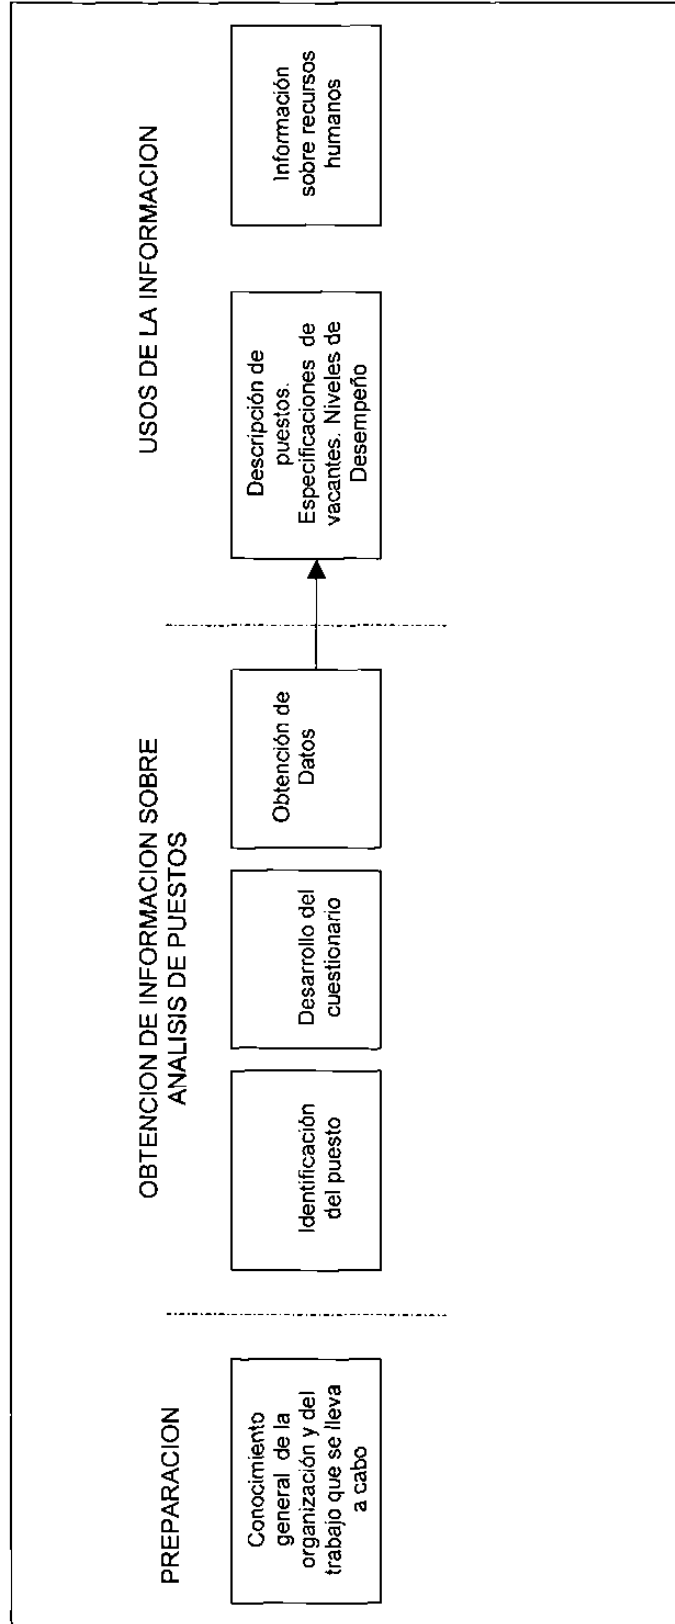 PREPARACION
Conocimiento
general de la
organización y del
trabajo que se lleva
a cabo
OBTENCION DE INFORMACION SOBRE
ANALISIS DE PUESTOS
Identificación
del puesto
Desarrollo del
cuestionario
Obtención de
Datos
USOS DE LA INFORMACION
Descripción de
puestos.
Especificaciones de
vacantes. Niveles de
Desempeño
Información
sobre recursos
humanos